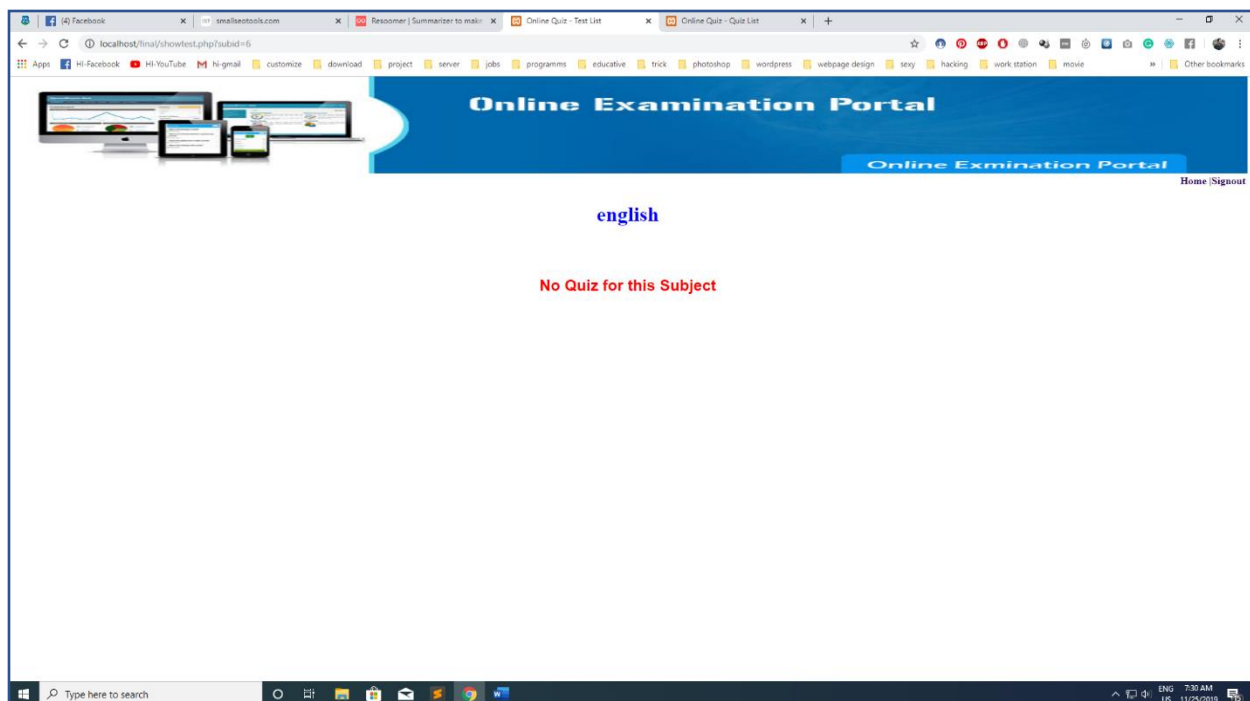 (4) Facebook
smallseotools.com
Resoomer | Summarizer to make
Online Quiz - Test List
Online Quiz - Quiz List
localhost/final/showtest.php?subid=6
Apps HI-Facebook HI-YouTube hi-gmail customize download project server jobs programms educative trick photoshop wordpress webpage design sexy hacking work station movie » Other bookmarks
Online Examination Portal
Online Exmination Portal
Home |Signout
english
No Quiz for this Subject
Type here to search
ENG 7:30 AM
US 11/25/2019